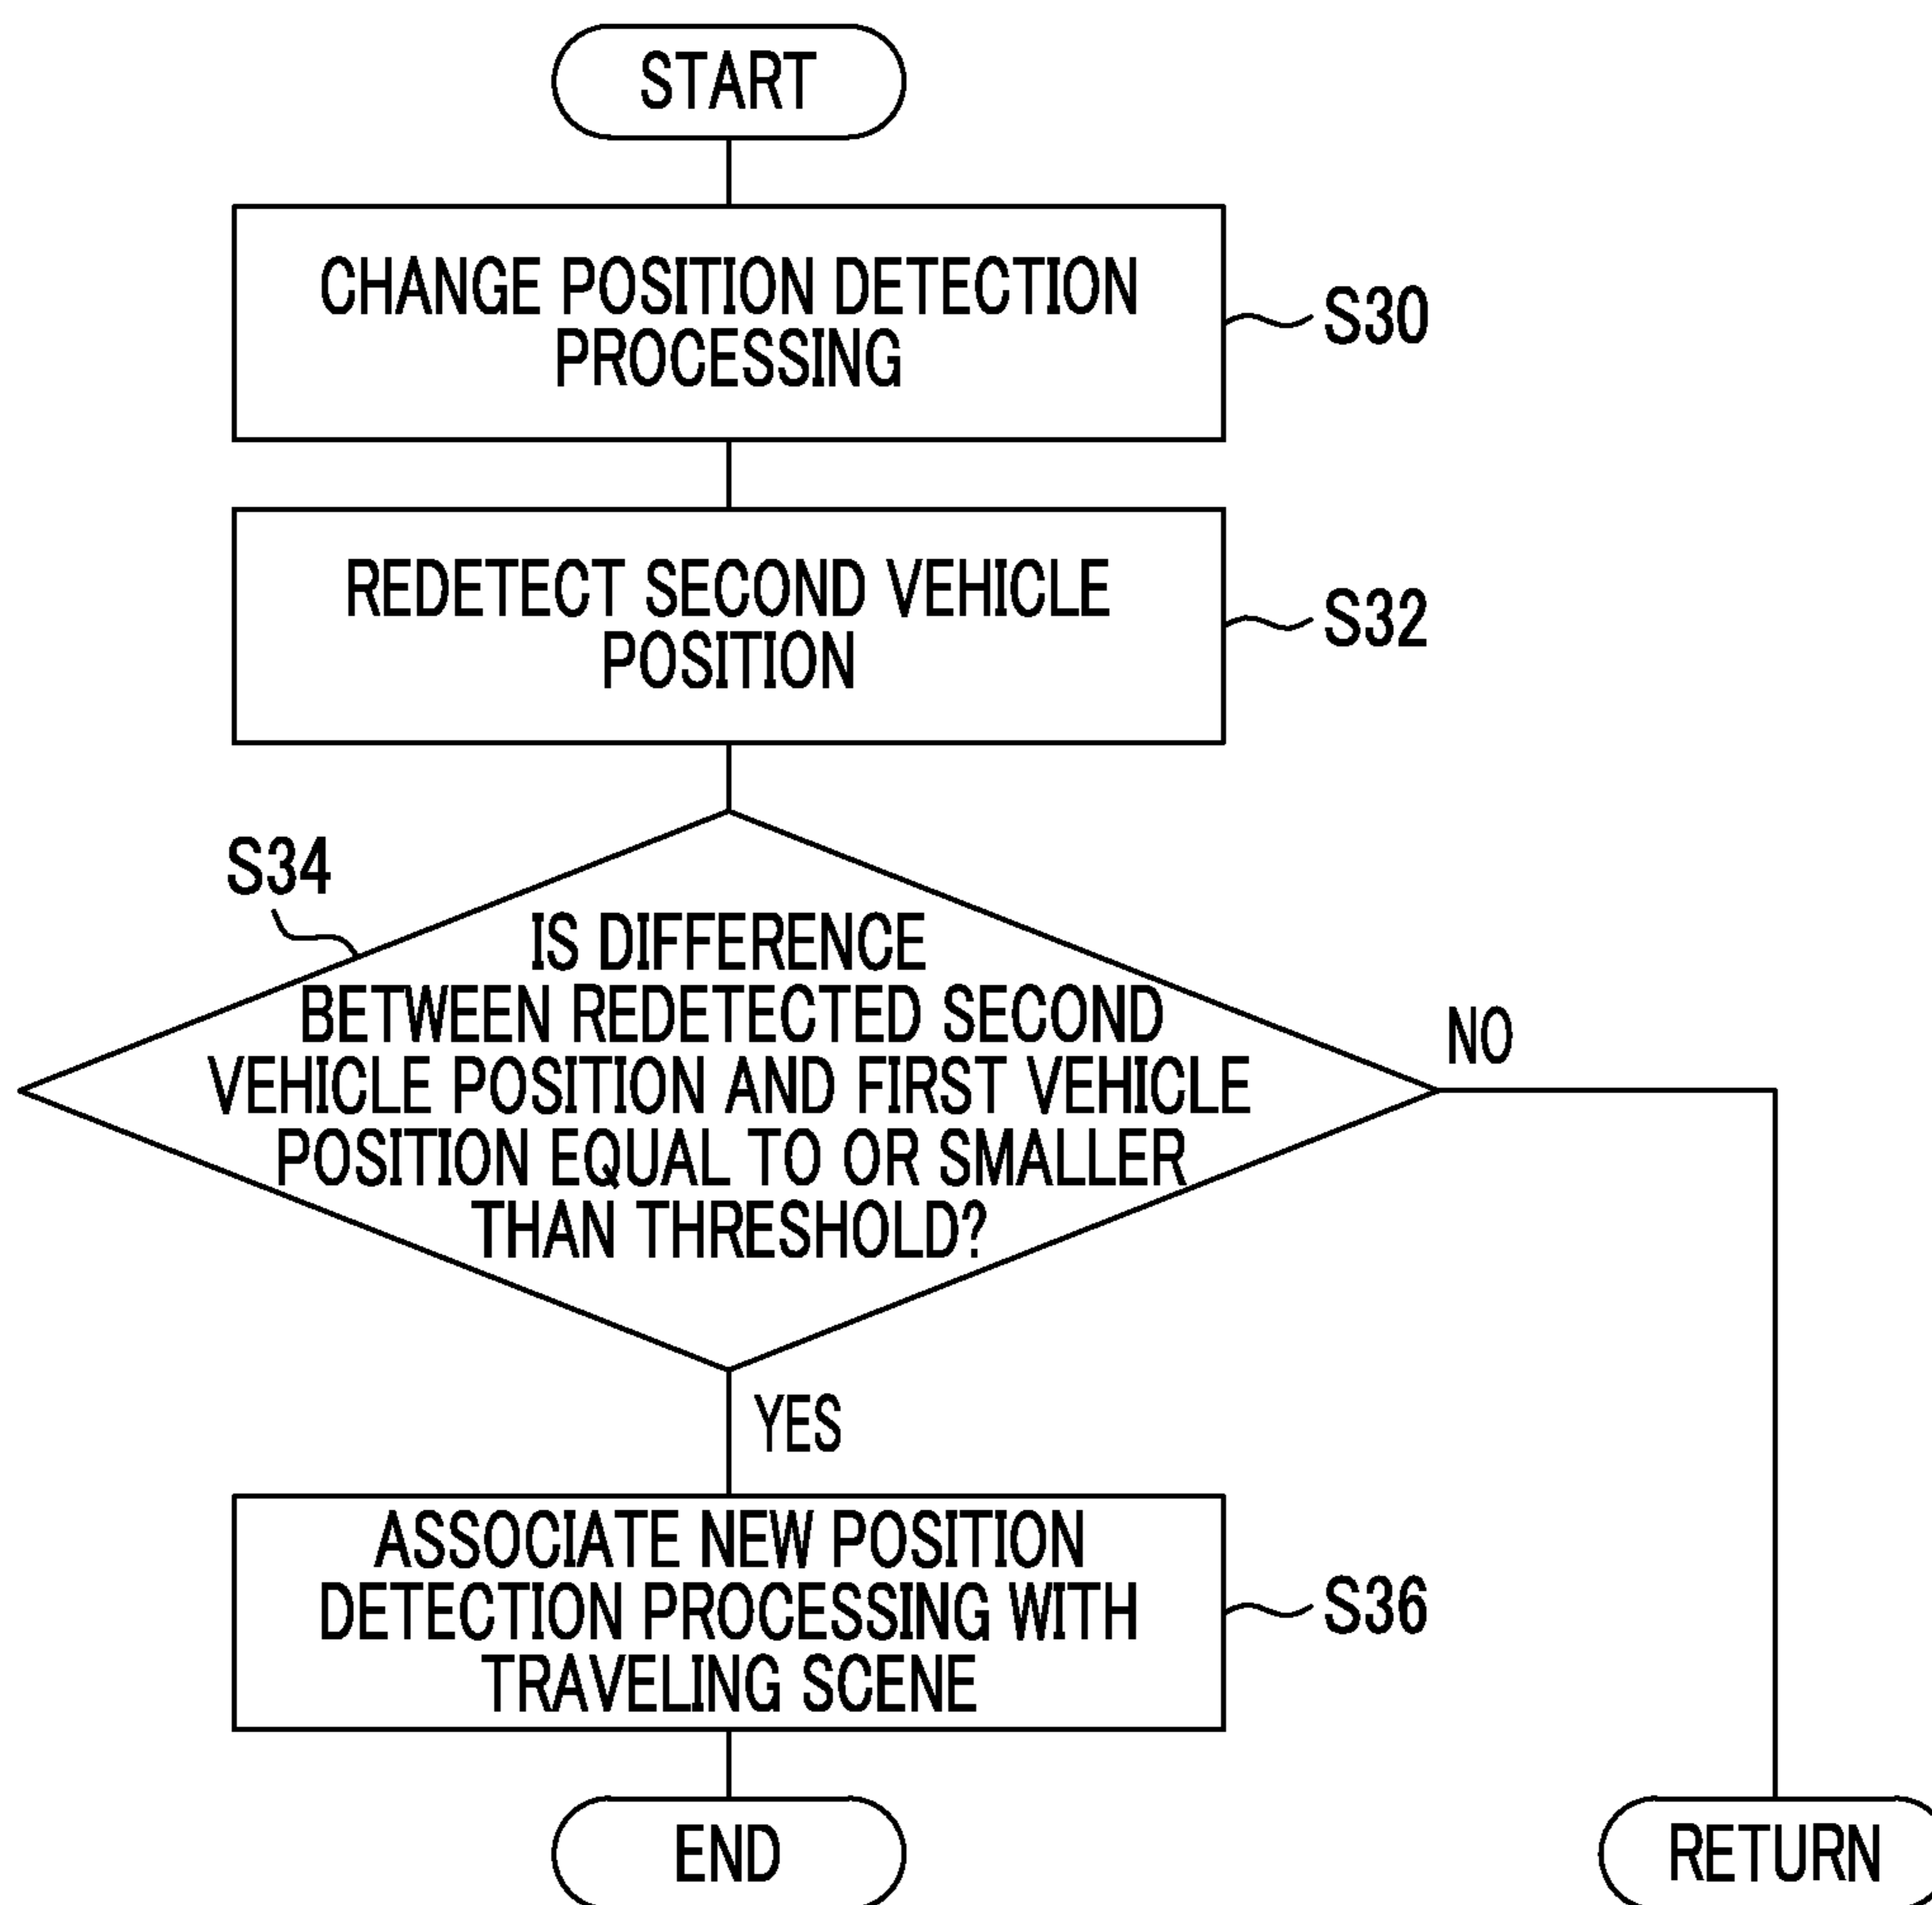 START
CHANGE POSITION DETECTION
PROCESSING
S30
REDETECT SECOND VEHICLE
POSITION
S32
S34
IS DIFFERENCE
BETWEEN REDETECTED SECOND
VEHICLE POSITION AND FIRST VEHICLE
POSITION EQUAL TO OR SMALLER
THAN THRESHOLD?
NO
YES
ASSOCIATE NEW POSITION
DETECTION PROCESSING WITH
TRAVELING SCENE
S36
END
RETURN